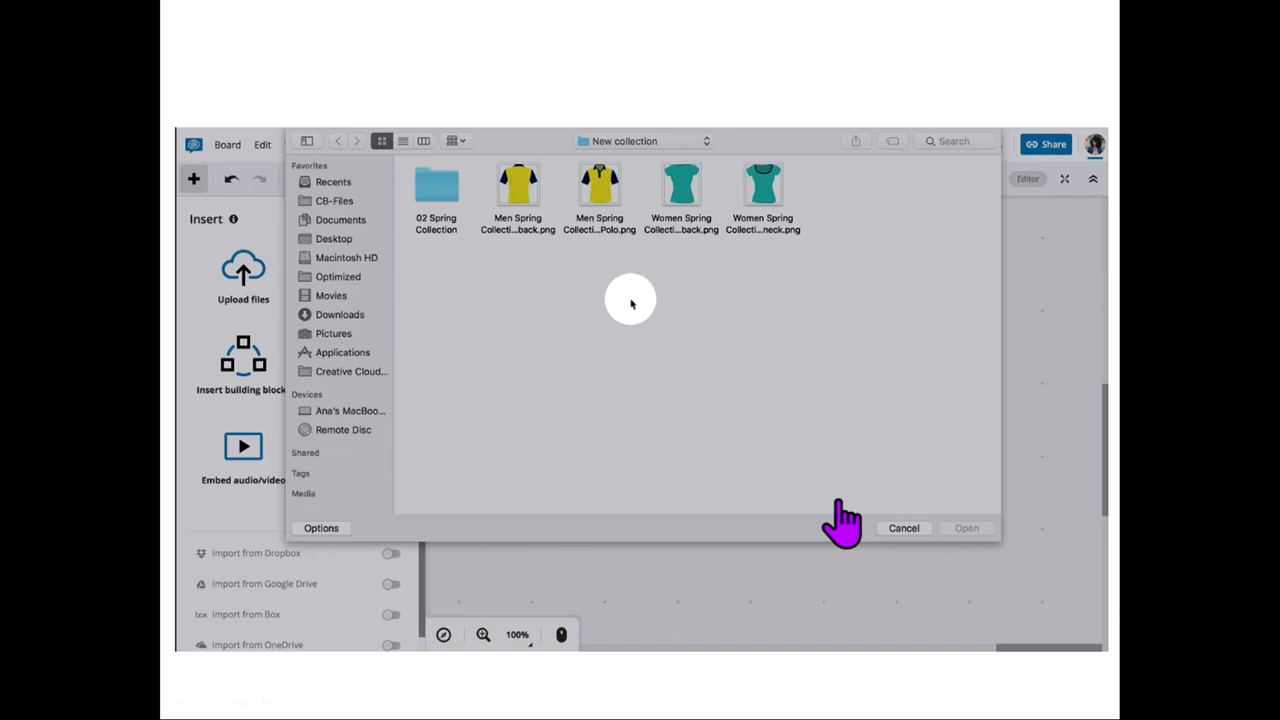 Board Edit
New collection
Search
Share
Editor
Insert
Upload files
Insert building block
Embed audio/video
Import from Dropbox
Import from Google Drive
box Import from Box
Import from OneDrive
Favorites
Recents
CB-Files
Documents
Desktop
Macintosh HD
Optimized
Movies
Downloads
Pictures
Applications
Creative Cloud...
Devices
Ana's MacBoo...
Remote Disc
Shared
Tags
Media
02 Spring
Collection
Men Spring
Collecti...back.png
Men Spring
Collecti...Polo.png
Women Spring
Collecti...back.png
Women Spring
Collecti...neck.png
Options
Cancel
Open
100%